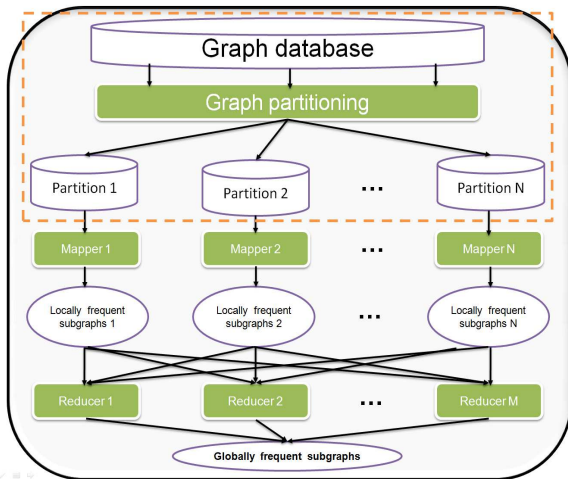 Graph database
Graph partitioning
Partition 1
Partition 2
...
Partition N
Mapper 1
Mapper 2
...
Mapper N
Locally frequent
subgraphs 1
Locally frequent
subgraphs 2
...
Locally frequent
subgraphs N
Reducer 1
Reducer 2
...
Reducer M
Globally frequent subgraphs